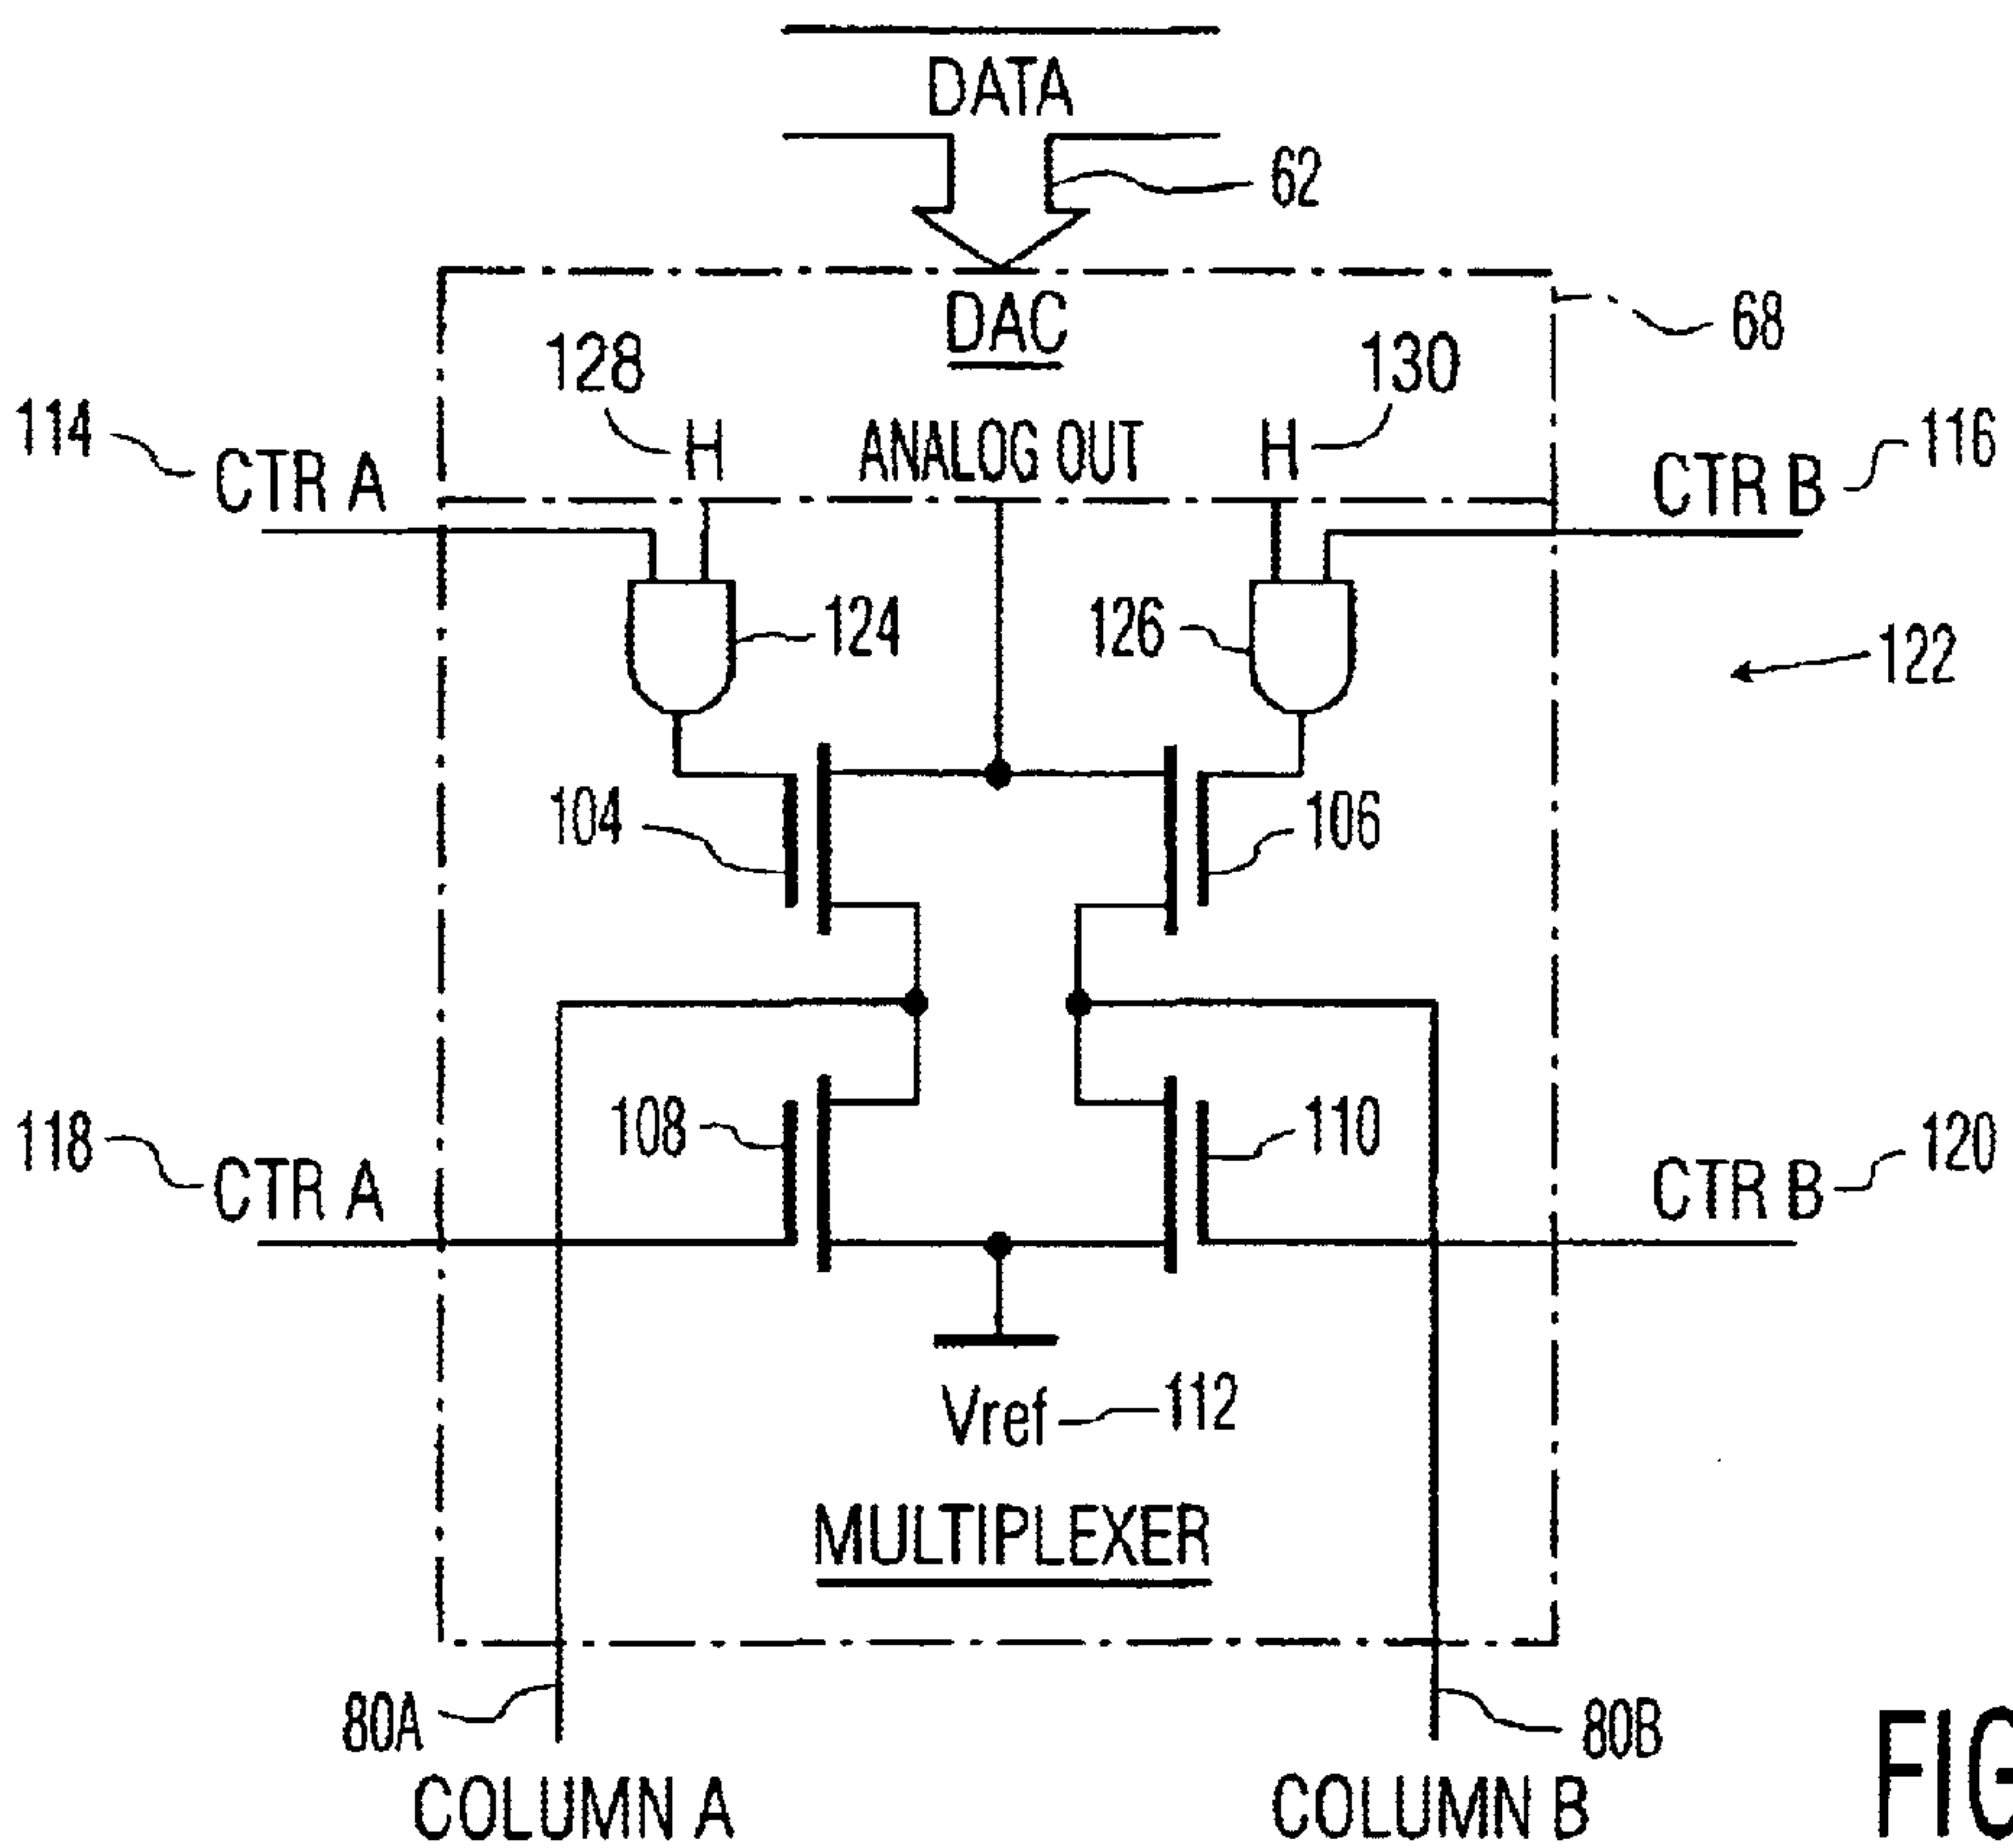 DATA
62
DAC
68
128
130
114
CTR A
H
ANALOG OUT
H
CTR B
116
124
126
122
104
106
108
110
118
CTR A
CTR B
120
Vref
112
MULTIPLEXER
80A
80B
COLUMN A
COLUMN B